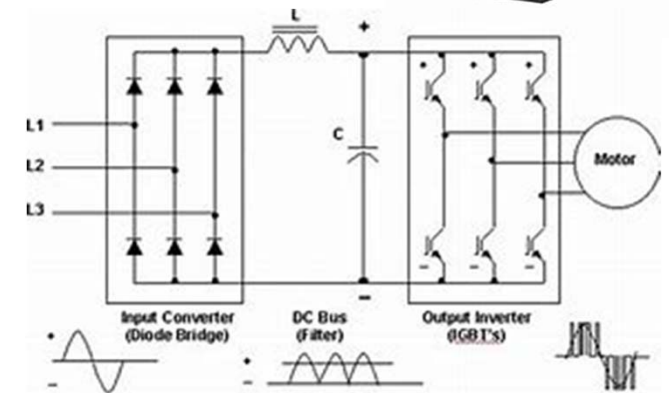 L
+
L1
L2
L3
C
+ + +
Motor
- - -
-
Input Converter
(Diode Bridge)
DC Bus
(Filter)
Output Inverter
(IGBT's)
+
-
+
-